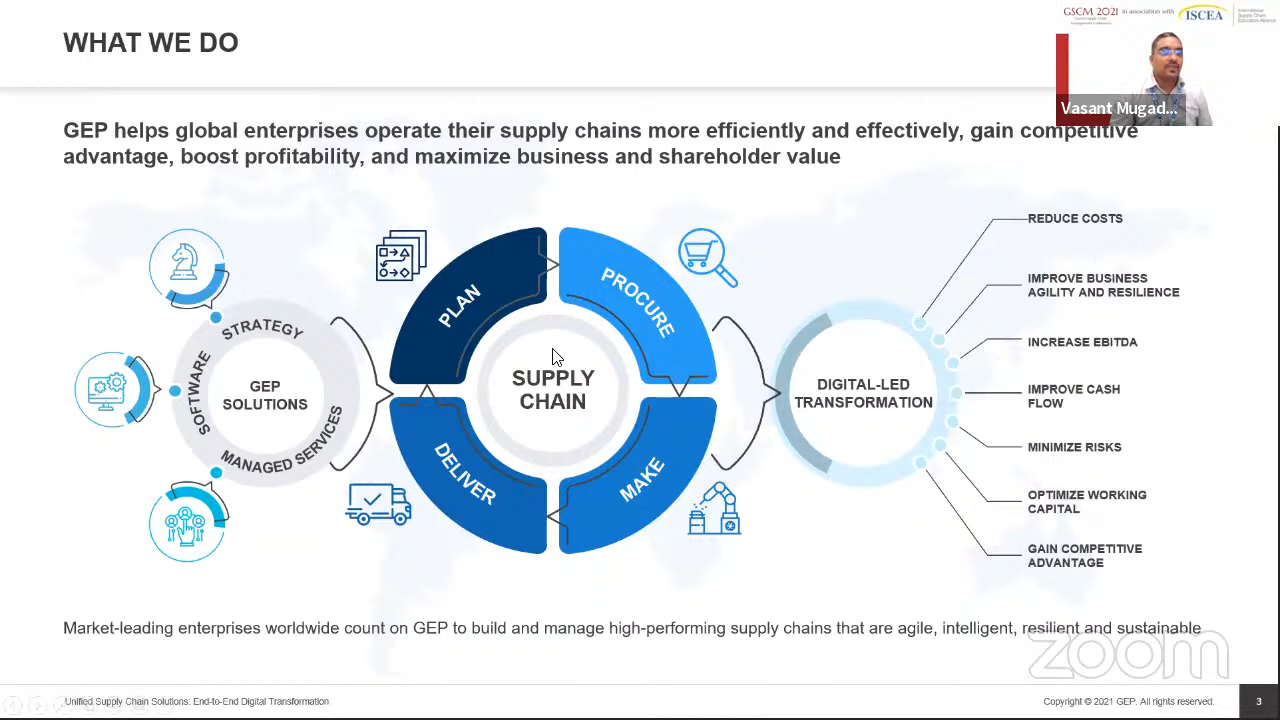 WHAT WE DO
GSCM 2021
in association with
ISCEA
International
Supply Chain
Education Alliance
Vasant Mugad...
GEP helps global enterprises operate their supply chains more efficiently and effectively, gain competitive
advantage, boost profitability, and maximize business and shareholder value
STRATEGY
SOFTWARE
MANAGED SERVICES
GEP
SOLUTIONS
PLAN
PROCURE
SUPPLY
CHAIN
DELIVER
MAKE
DIGITAL-LED
TRANSFORMATION
REDUCE COSTS
IMPROVE BUSINESS
AGILITY AND RESILIENCE
INCREASE EBITDA
IMPROVE CASH
FLOW
MINIMIZE RISKS
OPTIMIZE WORKING
CAPITAL
GAIN COMPETITIVE
ADVANTAGE
Market-leading enterprises worldwide count on GEP to build and manage high-performing supply chains that are agile, intelligent, resilient and sustainable
zoom
Unified Supply Chain Solutions: End-to-End Digital Transformation
Copyright © 2021 GEP. All rights reserved.
3